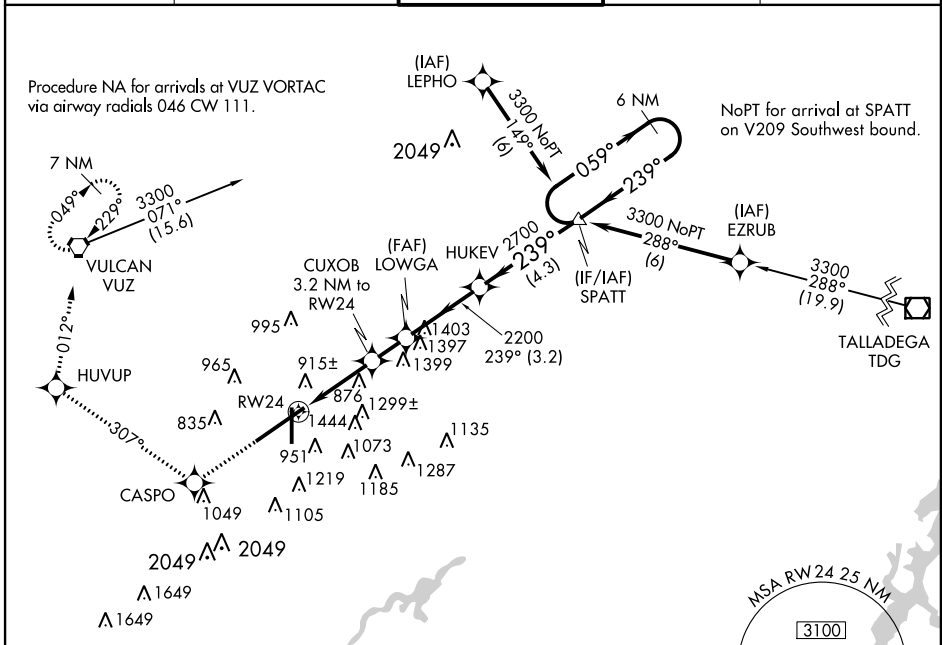 Procedure NA for arrivals at VUZ VORTAC
via airway radials 046 CW 111.
(IAF)
LEPHO
3300 NoPT
149°
(6)
2049
6 NM
059°
239°
NoPT for arrival at SPATT
on V209 Southwest bound.
7 NM
049°
229°
3300
071°
(15.6)
VULCAN
VUZ
3300 NoPT
288°
(6)
(IAF)
EZRUB
3300
288°
(19.9)
TALLADEGA
TDG
(IF/IAF)
SPATT
2700
239°
(4.3)
HUKEV
(FAF)
LOWGA
CUXOB
3.2 NM to
RW24
2200
239° (3.2)
995
1403
1397
1399
012°
HUVUP
965
915±
876
835
RW24
1299±
1444
951
1073
1135
1287
307°
CASPO
1219
1185
1049
1105
2049
2049
1649
1649
MSA RW24 25 NM
3100